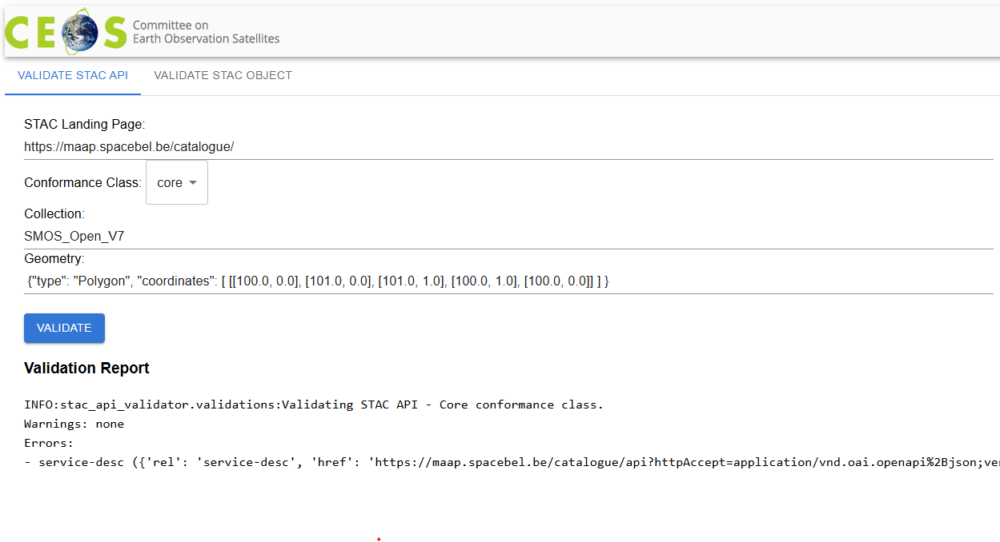 CEOS Committee on
Earth Observation Satellites
VALIDATE STAC API VALIDATE STAC OBJECT
STAC Landing Page:
https://maap.spacebel.be/catalogue/
Conformance Class: core
Collection:
SMOS_Open_V7
Geometry:
{"type": "Polygon", "coordinates": [ [[100.0, 0.0], [101.0, 0.0], [101.0, 1.0], [100.0, 1.0], [100.0, 0.0]] ] }
VALIDATE
Validation Report
INFO:stac_api_validator.validations:Validating STAC API - Core conformance class.
Warnings: none
Errors:
- service-desc ({'rel': 'service-desc', 'href': 'https://maap.spacebel.be/catalogue/api?httpAccept=application/vnd.oai.openapi%2Bjson;ver